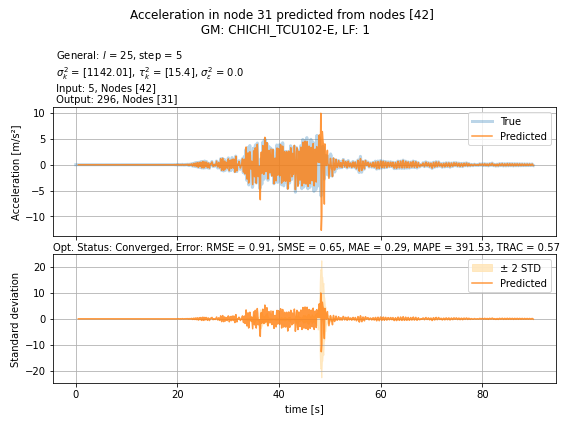 Acceleration in node 31 predicted from nodes [42]
GM: CHICHI_TCU102-E, LF: 1
General: l = 25, step = 5
σ²ₖ = [1142.01], τ²ₖ = [15.4], σ²ε = 0.0
Input: 5, Nodes [42]
Output: 296, Nodes [31]
10
5
0
−5
−10
Acceleration [m/s²]
True
Predicted
Opt. Status: Converged, Error: RMSE = 0.91, SMSE = 0.65, MAE = 0.29, MAPE = 391.53, TRAC = 0.57
20
10
0
−10
−20
Standard deviation
± 2 STD
Predicted
0 20 40 60 80
time [s]